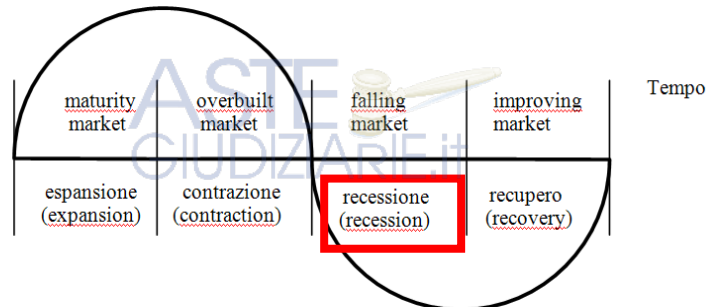 ASTE
GIUDIZIARIE.it
maturity
market
overbuilt
market
falling
market
improving
market
Tempo
espansione
(expansion)
contrazione
(contraction)
recessione
(recession)
recupero
(recovery)